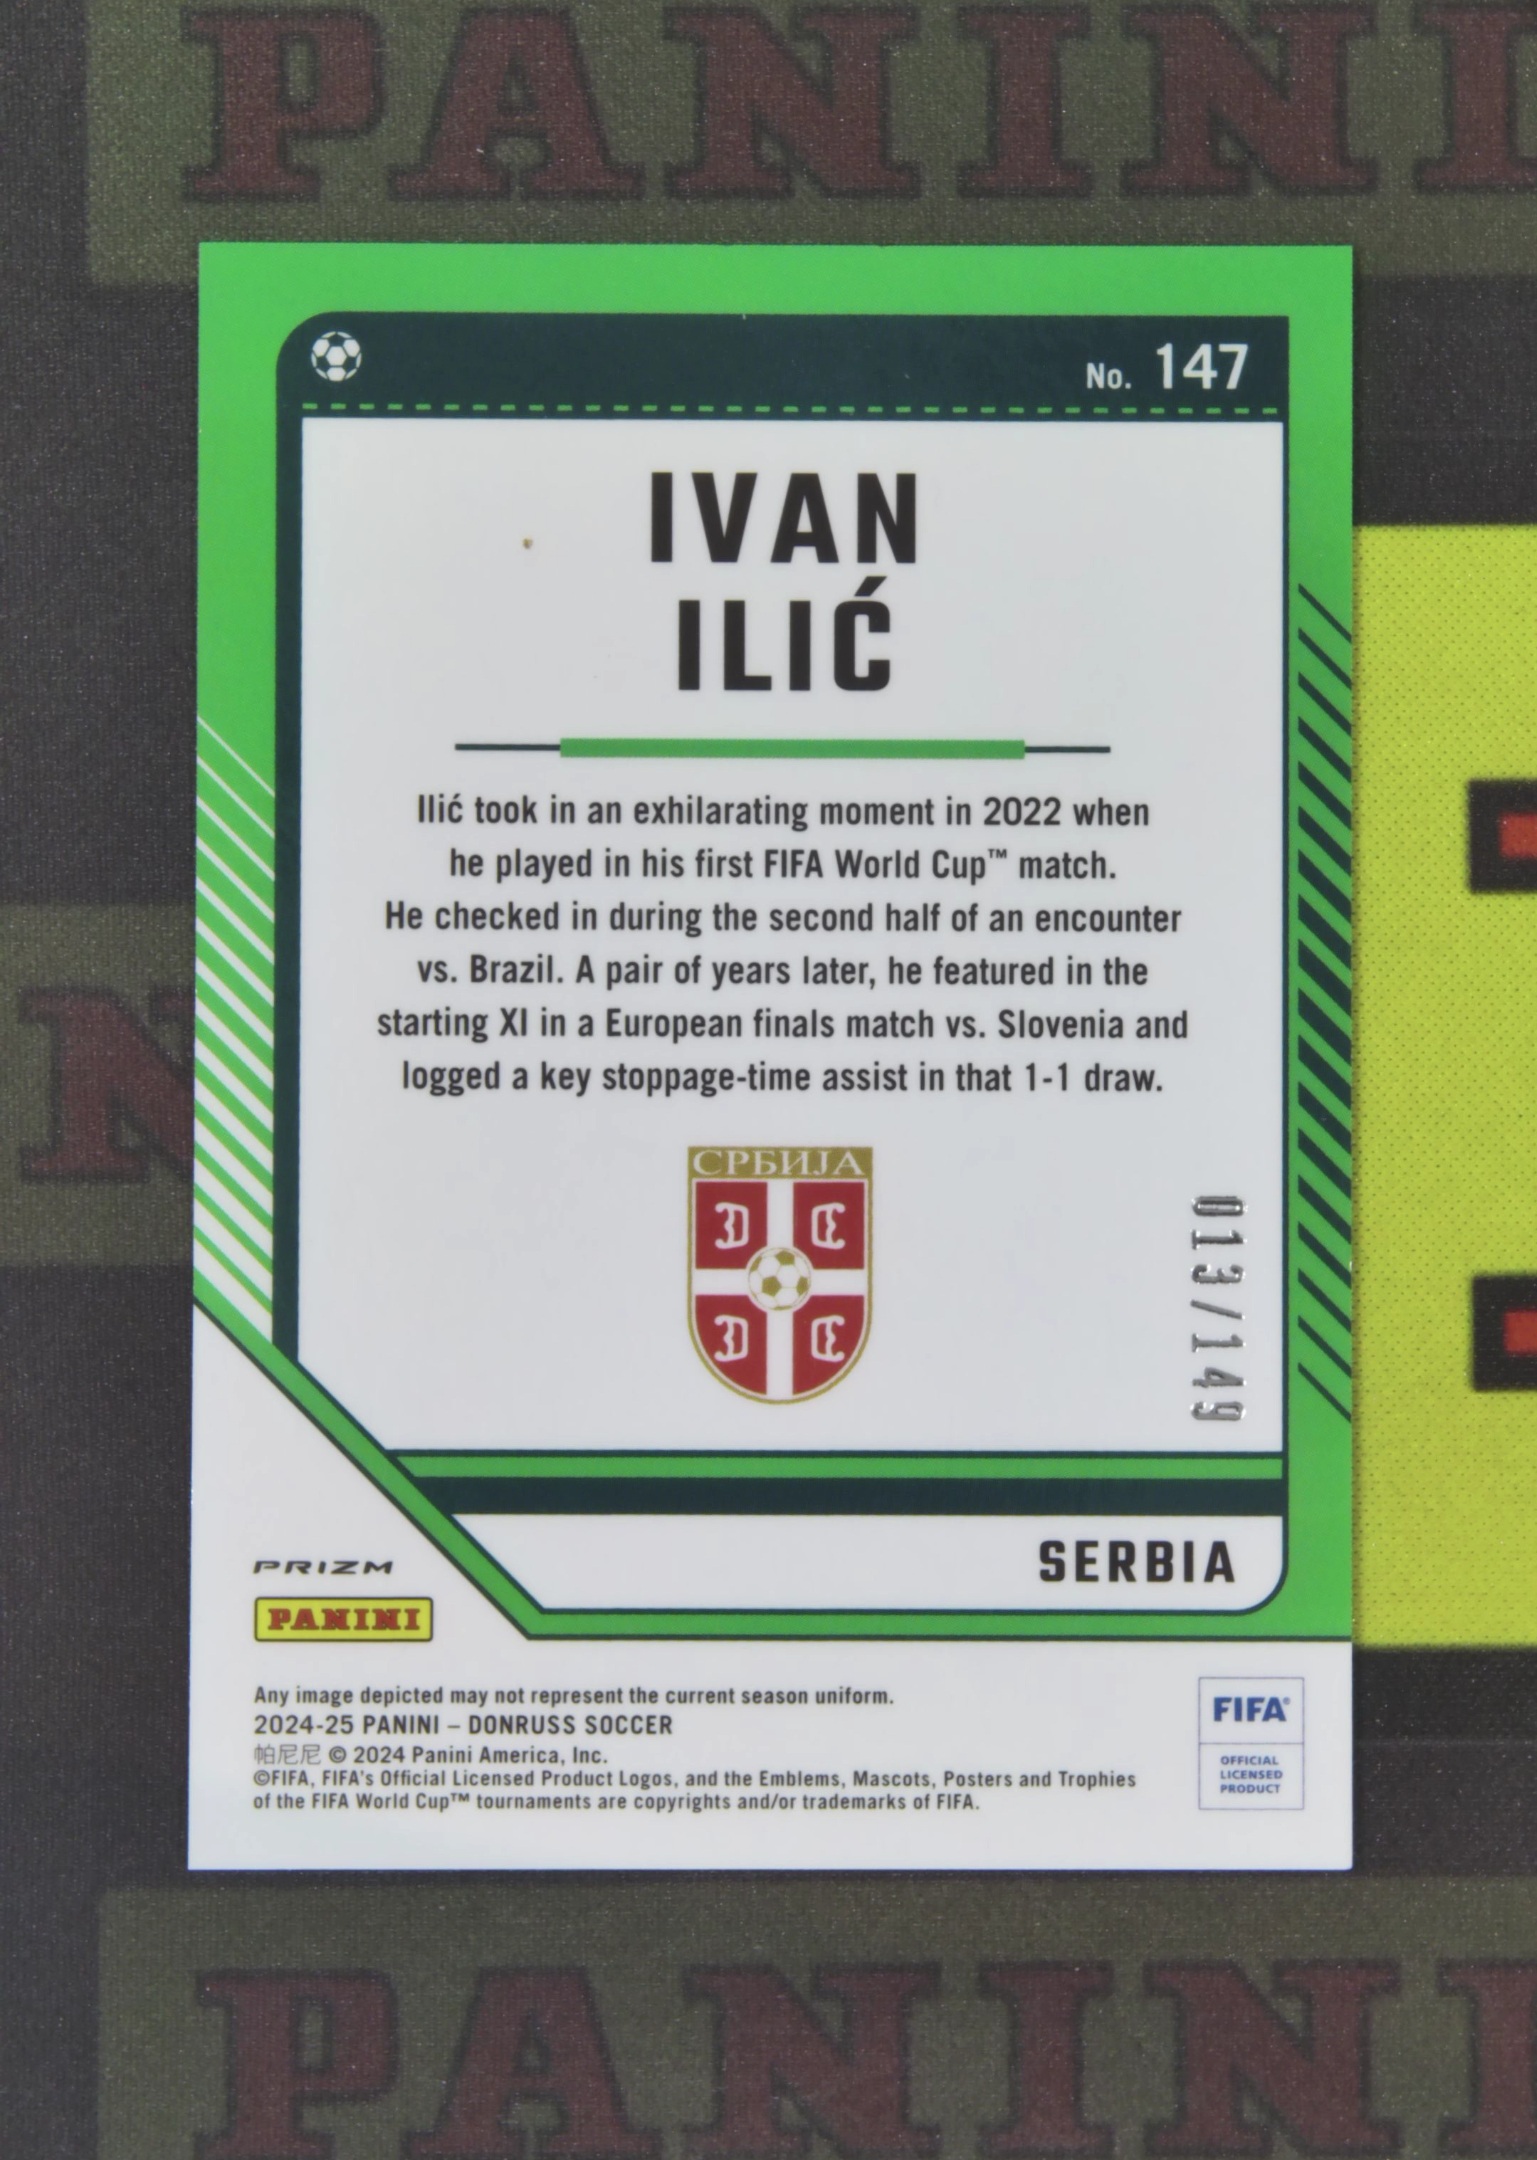 PANINI
No. 147
IVAN
ILIĆ
Ilić took in an exhilarating moment in 2022 when
he played in his first FIFA World Cup™ match.
He checked in during the second half of an encounter
vs. Brazil. A pair of years later, he featured in the
starting XI in a European finals match vs. Slovenia and
logged a key stoppage-time assist in that 1-1 draw.
СРБИЈА
013/149
SERBIA
PRIZM
PANINI
Any image depicted may not represent the current season uniform.
2024-25 PANINI – DONRUSS SOCCER
帕尼尼 © 2024 Panini America, Inc.
©FIFA, FIFA's Official Licensed Product Logos, and the Emblems, Mascots, Posters and Trophies
of the FIFA World Cup™ tournaments are copyrights and/or trademarks of FIFA.
FIFA®
OFFICIAL
LICENSED
PRODUCT
PANINI